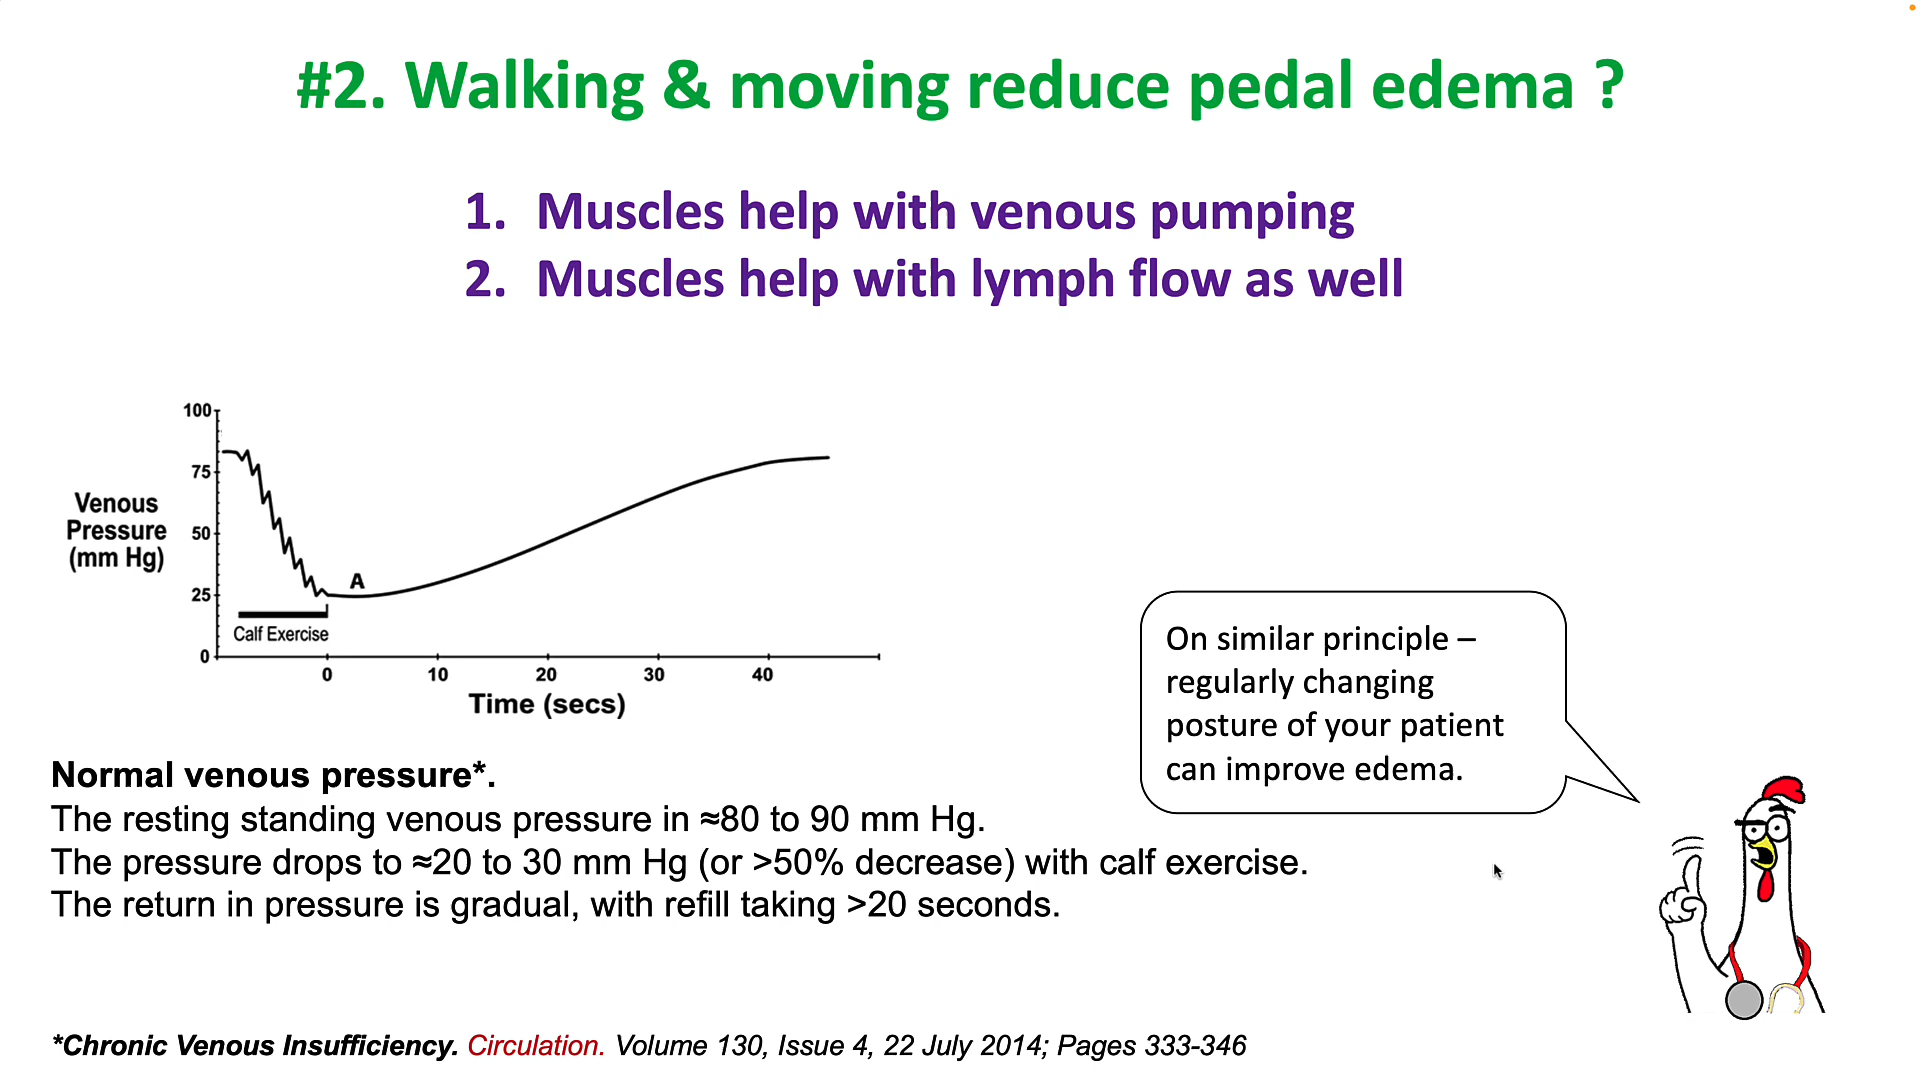 #2. Walking & moving reduce pedal edema ?
1. Muscles help with venous pumping
2. Muscles help with lymph flow as well
100
75
50
25
0
Venous
Pressure
(mm Hg)
A
Calf Exercise
0 10 20 30 40
Time (secs)
On similar principle –
regularly changing
posture of your patient
can improve edema.
Normal venous pressure*.
The resting standing venous pressure in ≈80 to 90 mm Hg.
The pressure drops to ≈20 to 30 mm Hg (or >50% decrease) with calf exercise.
The return in pressure is gradual, with refill taking >20 seconds.
*Chronic Venous Insufficiency. Circulation. Volume 130, Issue 4, 22 July 2014; Pages 333-346